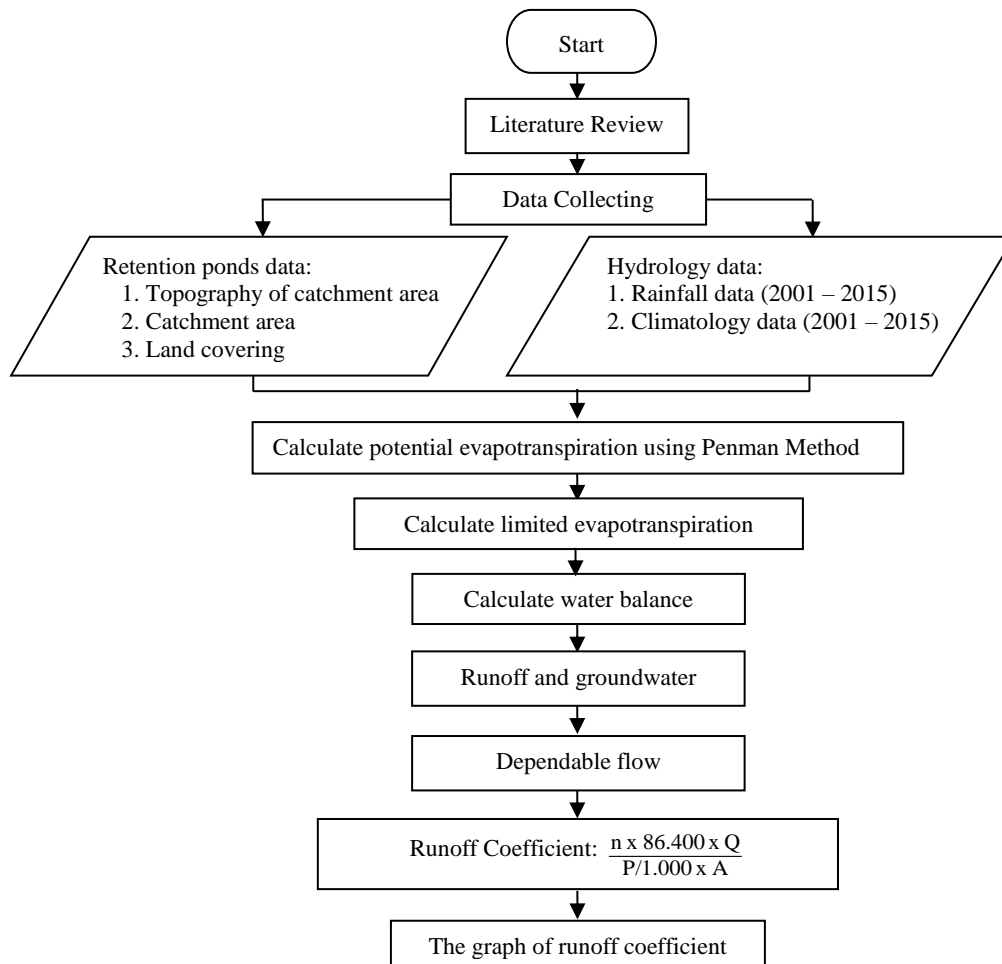 Start
Literature Review
Data Collecting
Retention ponds data:
1. Topography of catchment area
2. Catchment area
3. Land covering
Hydrology data:
1. Rainfall data (2001 – 2015)
2. Climatology data (2001 – 2015)
Calculate potential evapotranspiration using Penman Method
Calculate limited evapotranspiration
Calculate water balance
Runoff and groundwater
Dependable flow
Runoff Coefficient: n x 86.400 x Q
P/1.000 x A
The graph of runoff coefficient